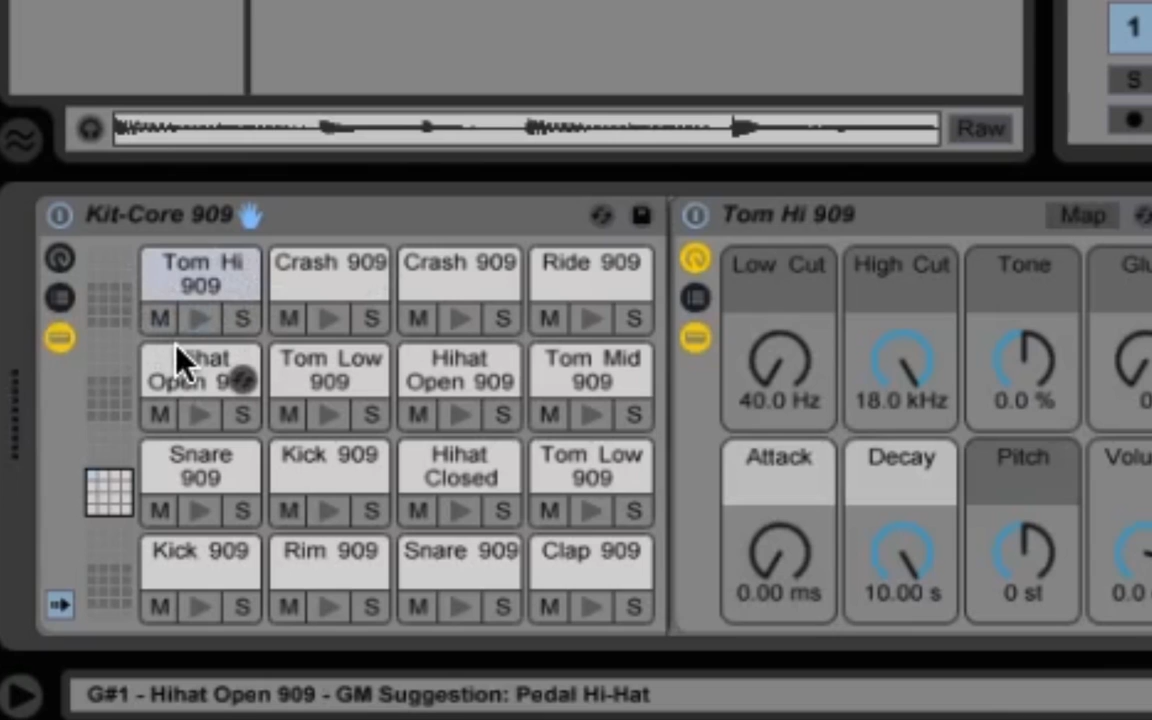 1
S
Raw
Kit-Core 909
Tom Hi 909
Map
Tom Hi
909
Crash 909
Crash 909
Ride 909
M S M S M S M S
Open
Tom Low
909
Hihat
Open 909
Tom Mid
909
M S M S M S M S
Snare
909
Kick 909
Hihat
Closed
Tom Low
909
M S M S M S M S
Kick 909
Rim 909
Snare 909
Clap 909
M S M S M S M S
Low Cut
High Cut
Tone
40.0 Hz
18.0 kHz
0.0 %
Attack
Decay
Pitch
0.00 ms
10.00 s
0 st
G#1 - Hihat Open 909 - GM Suggestion: Pedal Hi-Hat